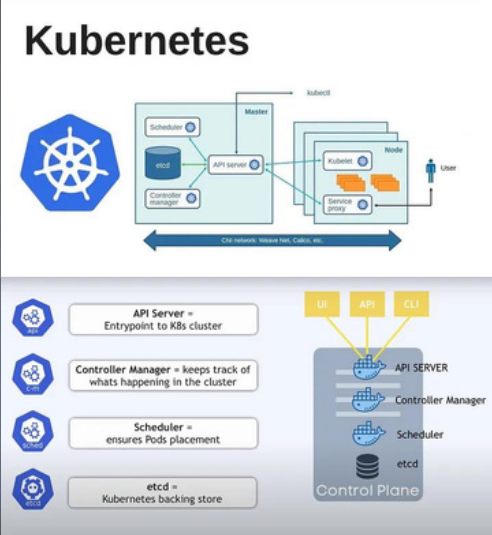 Kubernetes
kubectl
Master
Scheduler
etcd
API server
Controller
manager
Node
Kubelet
Service
proxy
User
CNI network: Weave Net, Calico, etc.
api
API Server =
Entrypoint to K8s cluster
c-m
Controller Manager = keeps track of
whats happening in the cluster
sched
Scheduler =
ensures Pods placement
etcd
etcd =
Kubernetes backing store
UI
API
CLI
API SERVER
Controller Manager
Scheduler
etcd
Control Plane